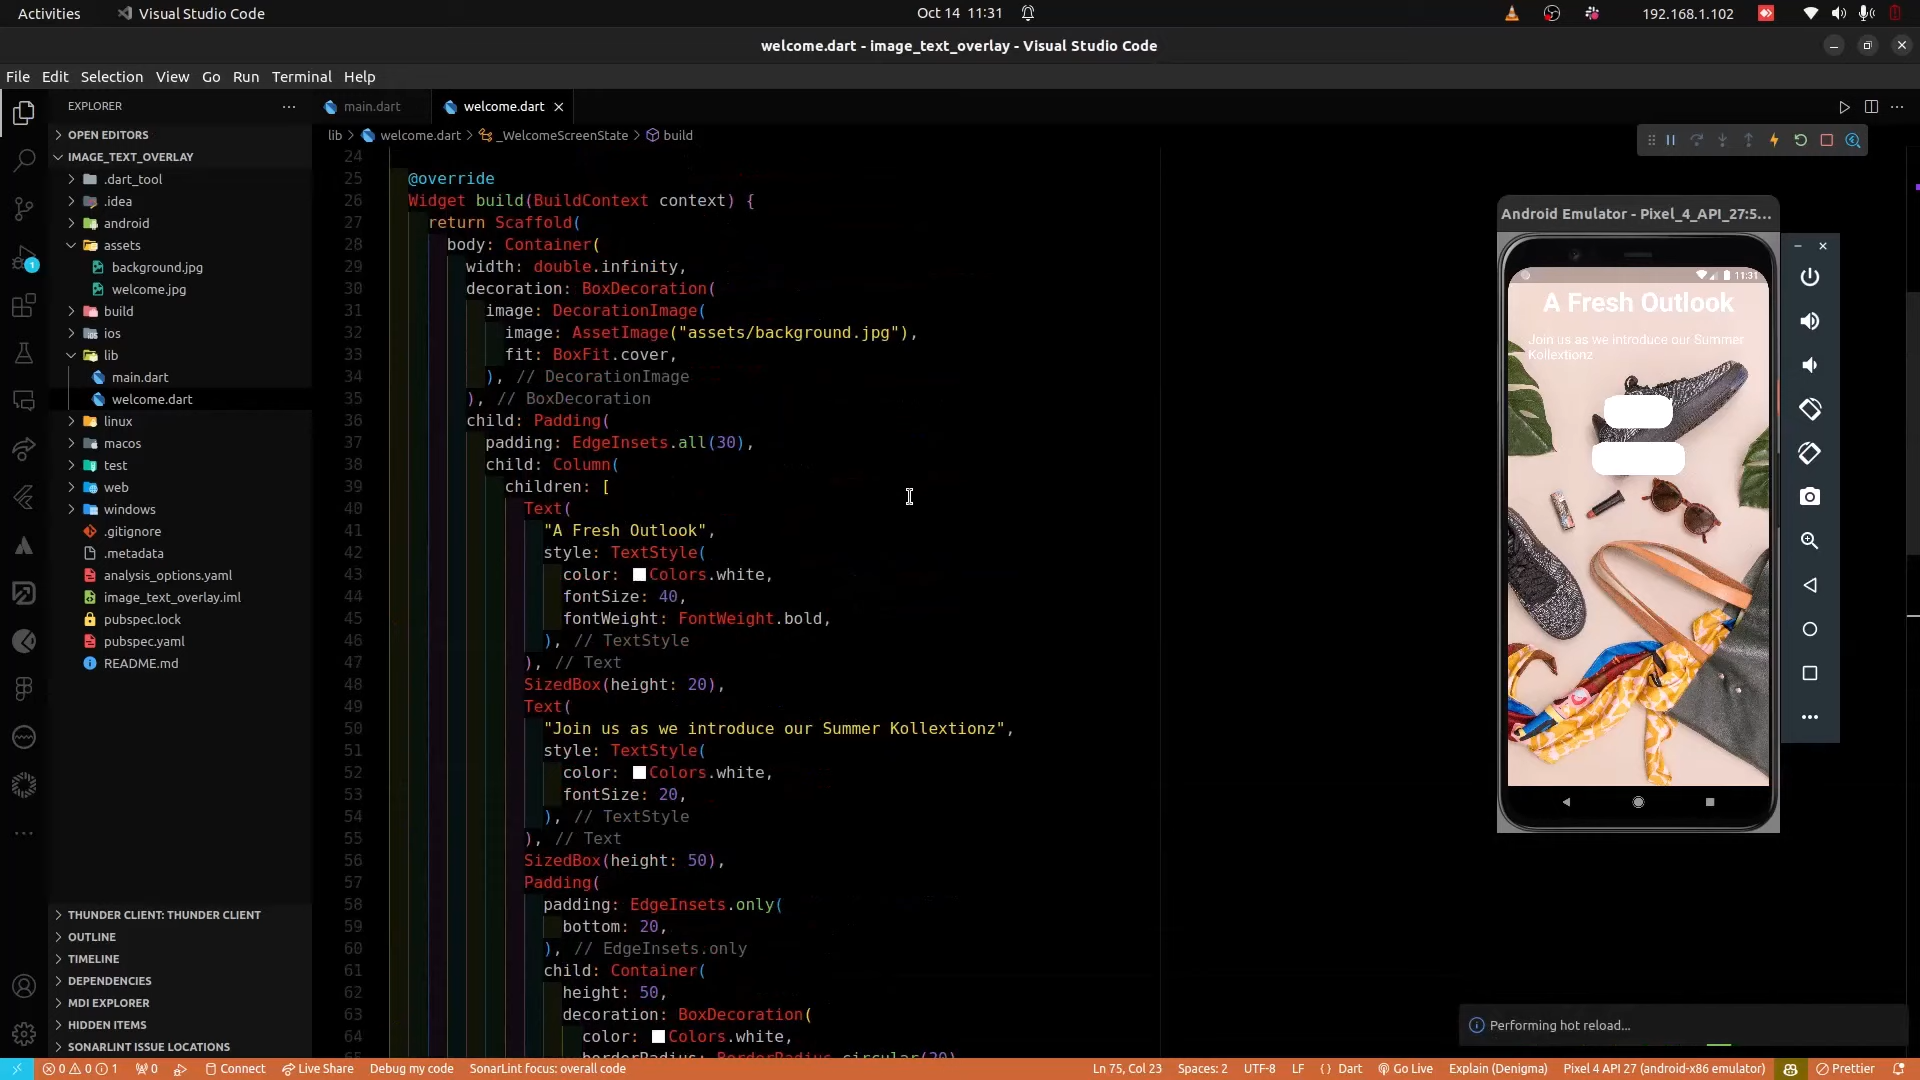 Activities
Visual Studio Code
Oct 14 11:31
192.168.1.102
welcome.dart - image_text_overlay - Visual Studio Code
File Edit Selection View Go Run Terminal Help
EXPLORER
main.dart
welcome.dart
lib > welcome.dart > _WelcomeScreenState > build
OPEN EDITORS
IMAGE_TEXT_OVERLAY
.dart_tool
.idea
android
assets
background.jpg
welcome.jpg
build
ios
lib
main.dart
welcome.dart
linux
macos
test
web
windows
.gitignore
.metadata
analysis_options.yaml
image_text_overlay.iml
pubspec.lock
pubspec.yaml
README.md
THUNDER CLIENT: THUNDER CLIENT
OUTLINE
TIMELINE
DEPENDENCIES
MDI EXPLORER
HIDDEN ITEMS
SONARLINT ISSUE LOCATIONS
1
24
25 @override
26 Widget build(BuildContext context) {
27 return Scaffold(
28 body: Container(
29 width: double.infinity,
30 decoration: BoxDecoration(
31 image: DecorationImage(
32 image: AssetImage("assets/background.jpg"),
33 fit: BoxFit.cover,
34 ), // DecorationImage
35 ), // BoxDecoration
36 child: Padding(
37 padding: EdgeInsets.all(30),
38 child: Column(
39 children: [
40 Text(
41 "A Fresh Outlook",
42 style: TextStyle(
43 color: Colors.white,
44 fontSize: 40,
45 fontWeight: FontWeight.bold,
46 ), // TextStyle
47 ), // Text
48 SizedBox(height: 20),
49 Text(
50 "Join us as we introduce our Summer Kollextionz",
51 style: TextStyle(
52 color: Colors.white,
53 fontSize: 20,
54 ), // TextStyle
55 ), // Text
56 SizedBox(height: 50),
57 Padding(
58 padding: EdgeInsets.only(
59 bottom: 20,
60 ), // EdgeInsets.only
61 child: Container(
62 height: 50,
63 decoration: BoxDecoration(
64 color: Colors.white,
65 borderRadius: BorderRadius.circular(20)
Android Emulator - Pixel_4_API_27:5...
11:31
A Fresh Outlook
Join us as we introduce our Summer
Kollextionz
Performing hot reload...
0 0 1
0
Connect
Live Share
Debug my code
SonarLint focus: overall code
Ln 75, Col 23
Spaces: 2
UTF-8
LF
{ } Dart
Go Live
Explain (Denigma)
Pixel 4 API 27 (android-x86 emulator)
Prettier